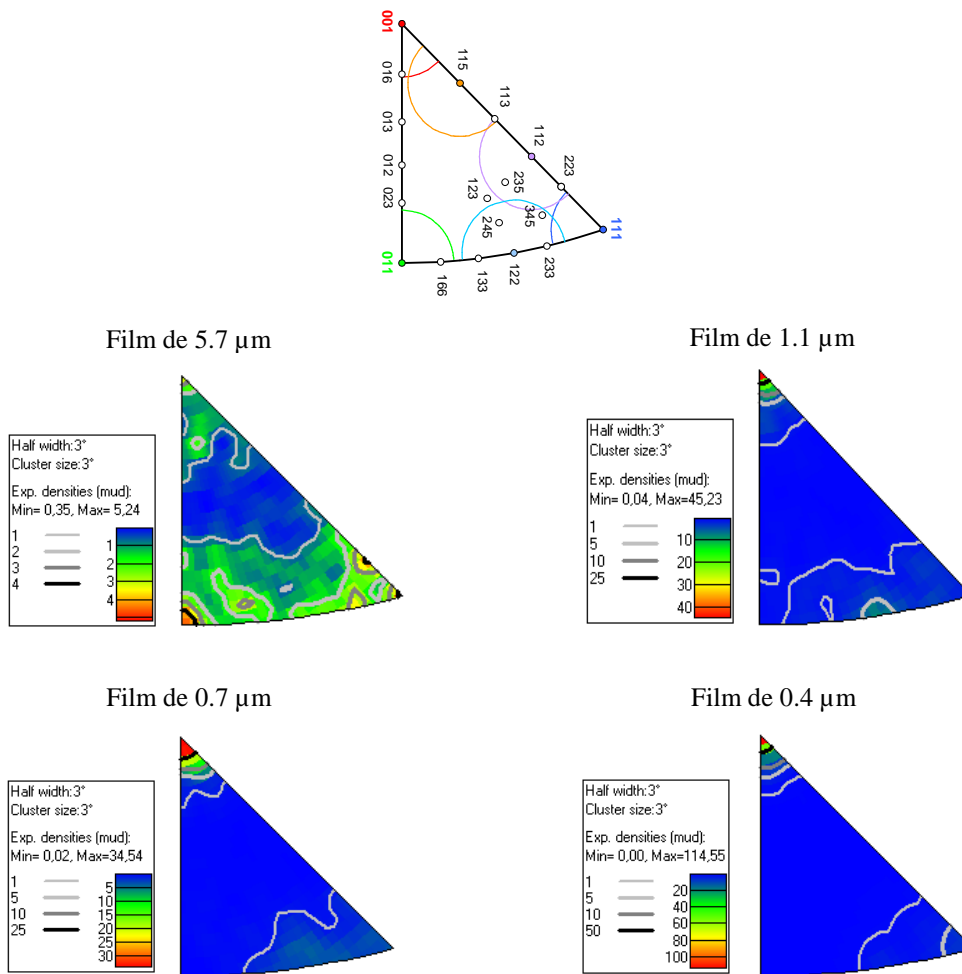 001
016
115
013
113
012
112
023
223
123
235
245
345
111
011
166
133
122
233
Film de 5.7 µm
Half width:3°
Cluster size:3°
Exp. densities (mud):
Min= 0,35, Max= 5,24
1
2
3
4
1
2
3
4
Film de 1.1 µm
Half width:3°
Cluster size:3°
Exp. densities (mud):
Min= 0,04, Max=45,23
1
5
10
25
10
20
30
40
Film de 0.7 µm
Half width:3°
Cluster size:3°
Exp. densities (mud):
Min= 0,02, Max=34,54
1
5
10
25
5
10
15
20
25
30
Film de 0.4 µm
Half width:3°
Cluster size:3°
Exp. densities (mud):
Min= 0,00, Max=114,55
1
5
10
50
20
40
60
80
100